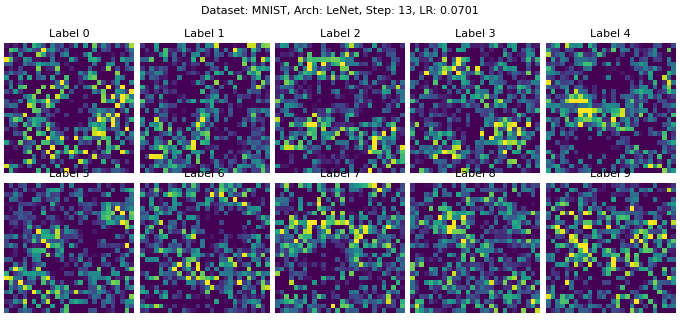 Dataset: MNIST, Arch: LeNet, Step: 13, LR: 0.0701
Label 0 Label 1 Label 2 Label 3 Label 4
Label 5 Label 6 Label 7 Label 8 Label 9